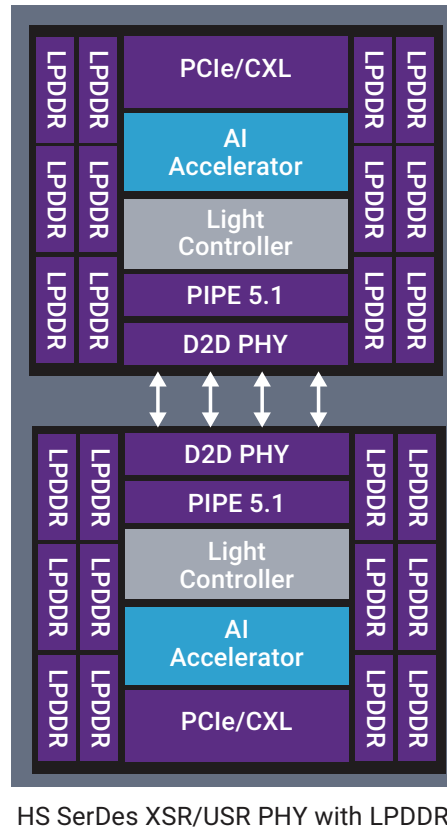 LPDDR LPDDR PCIe/CXL LPDDR LPDDR
AI
Accelerator
LPDDR LPDDR Light LPDDR LPDDR
Controller
LPDDR LPDDR PIPE 5.1 LPDDR LPDDR
D2D PHY
LPDDR LPDDR D2D PHY LPDDR LPDDR
PIPE 5.1
LPDDR LPDDR Light LPDDR LPDDR
Controller
AI
Accelerator
LPDDR LPDDR PCIe/CXL LPDDR LPDDR
HS SerDes XSR/USR PHY with LPDDR